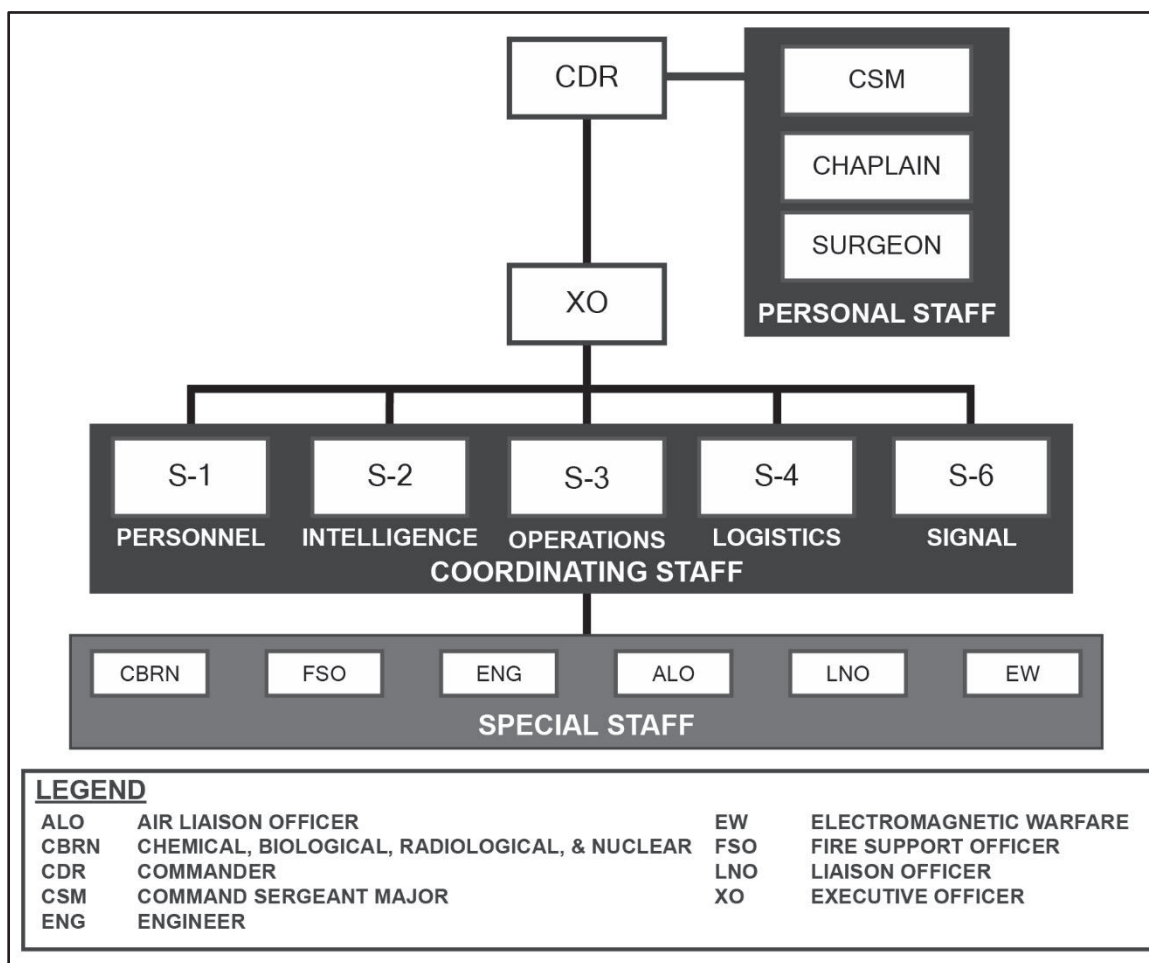 CDR
CSM
CHAPLAIN
SURGEON
PERSONAL STAFF
XO
S-1 S-2 S-3 S-4 S-6
PERSONNEL INTELLIGENCE OPERATIONS LOGISTICS SIGNAL
COORDINATING STAFF
CBRN FSO ENG ALO LNO EW
SPECIAL STAFF
LEGEND
ALO AIR LIAISON OFFICER
CBRN CHEMICAL, BIOLOGICAL, RADIOLOGICAL, & NUCLEAR
CDR COMMANDER
CSM COMMAND SERGEANT MAJOR
ENG ENGINEER
EW ELECTROMAGNETIC WARFARE
FSO FIRE SUPPORT OFFICER
LNO LIAISON OFFICER
XO EXECUTIVE OFFICER